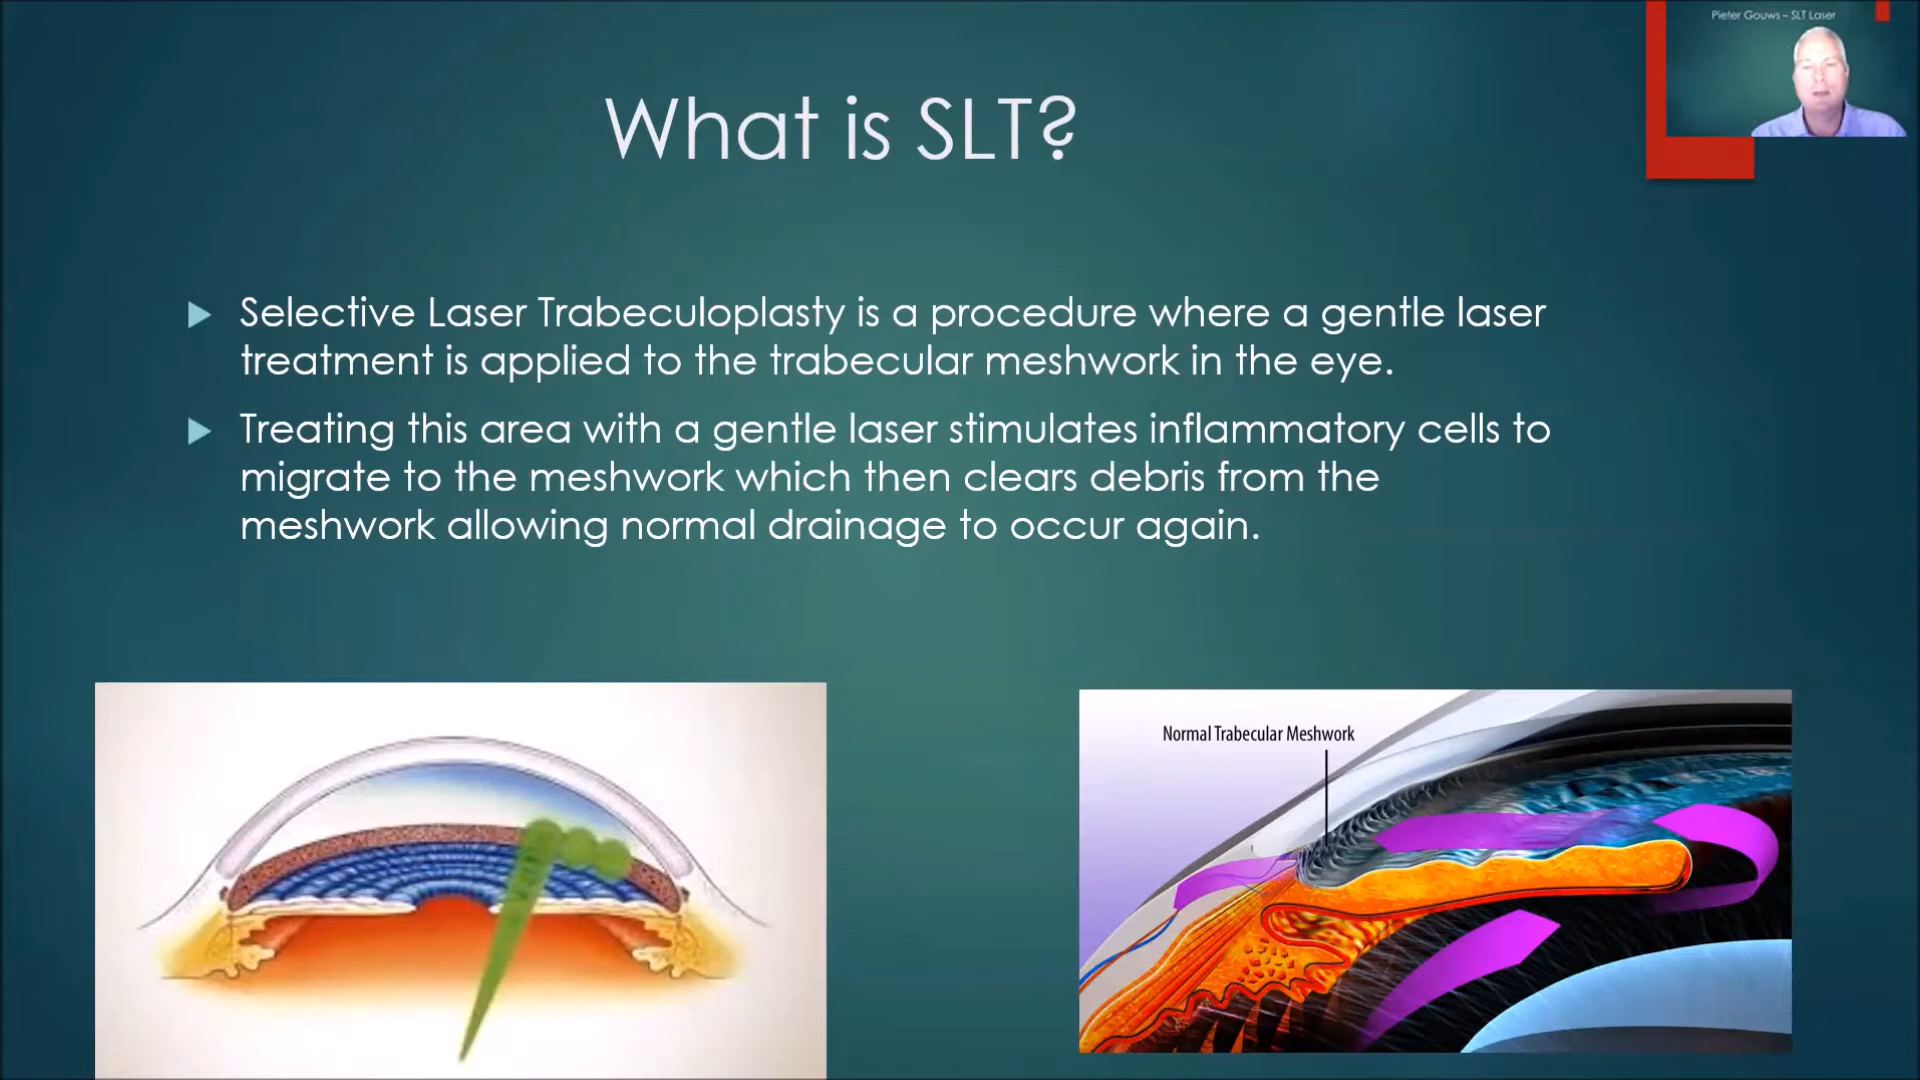 Pieter Gouws – SLT Laser
What is SLT?
Selective Laser Trabeculoplasty is a procedure where a gentle laser
treatment is applied to the trabecular meshwork in the eye.
Treating this area with a gentle laser stimulates inflammatory cells to
migrate to the meshwork which then clears debris from the
meshwork allowing normal drainage to occur again.
Normal Trabecular Meshwork